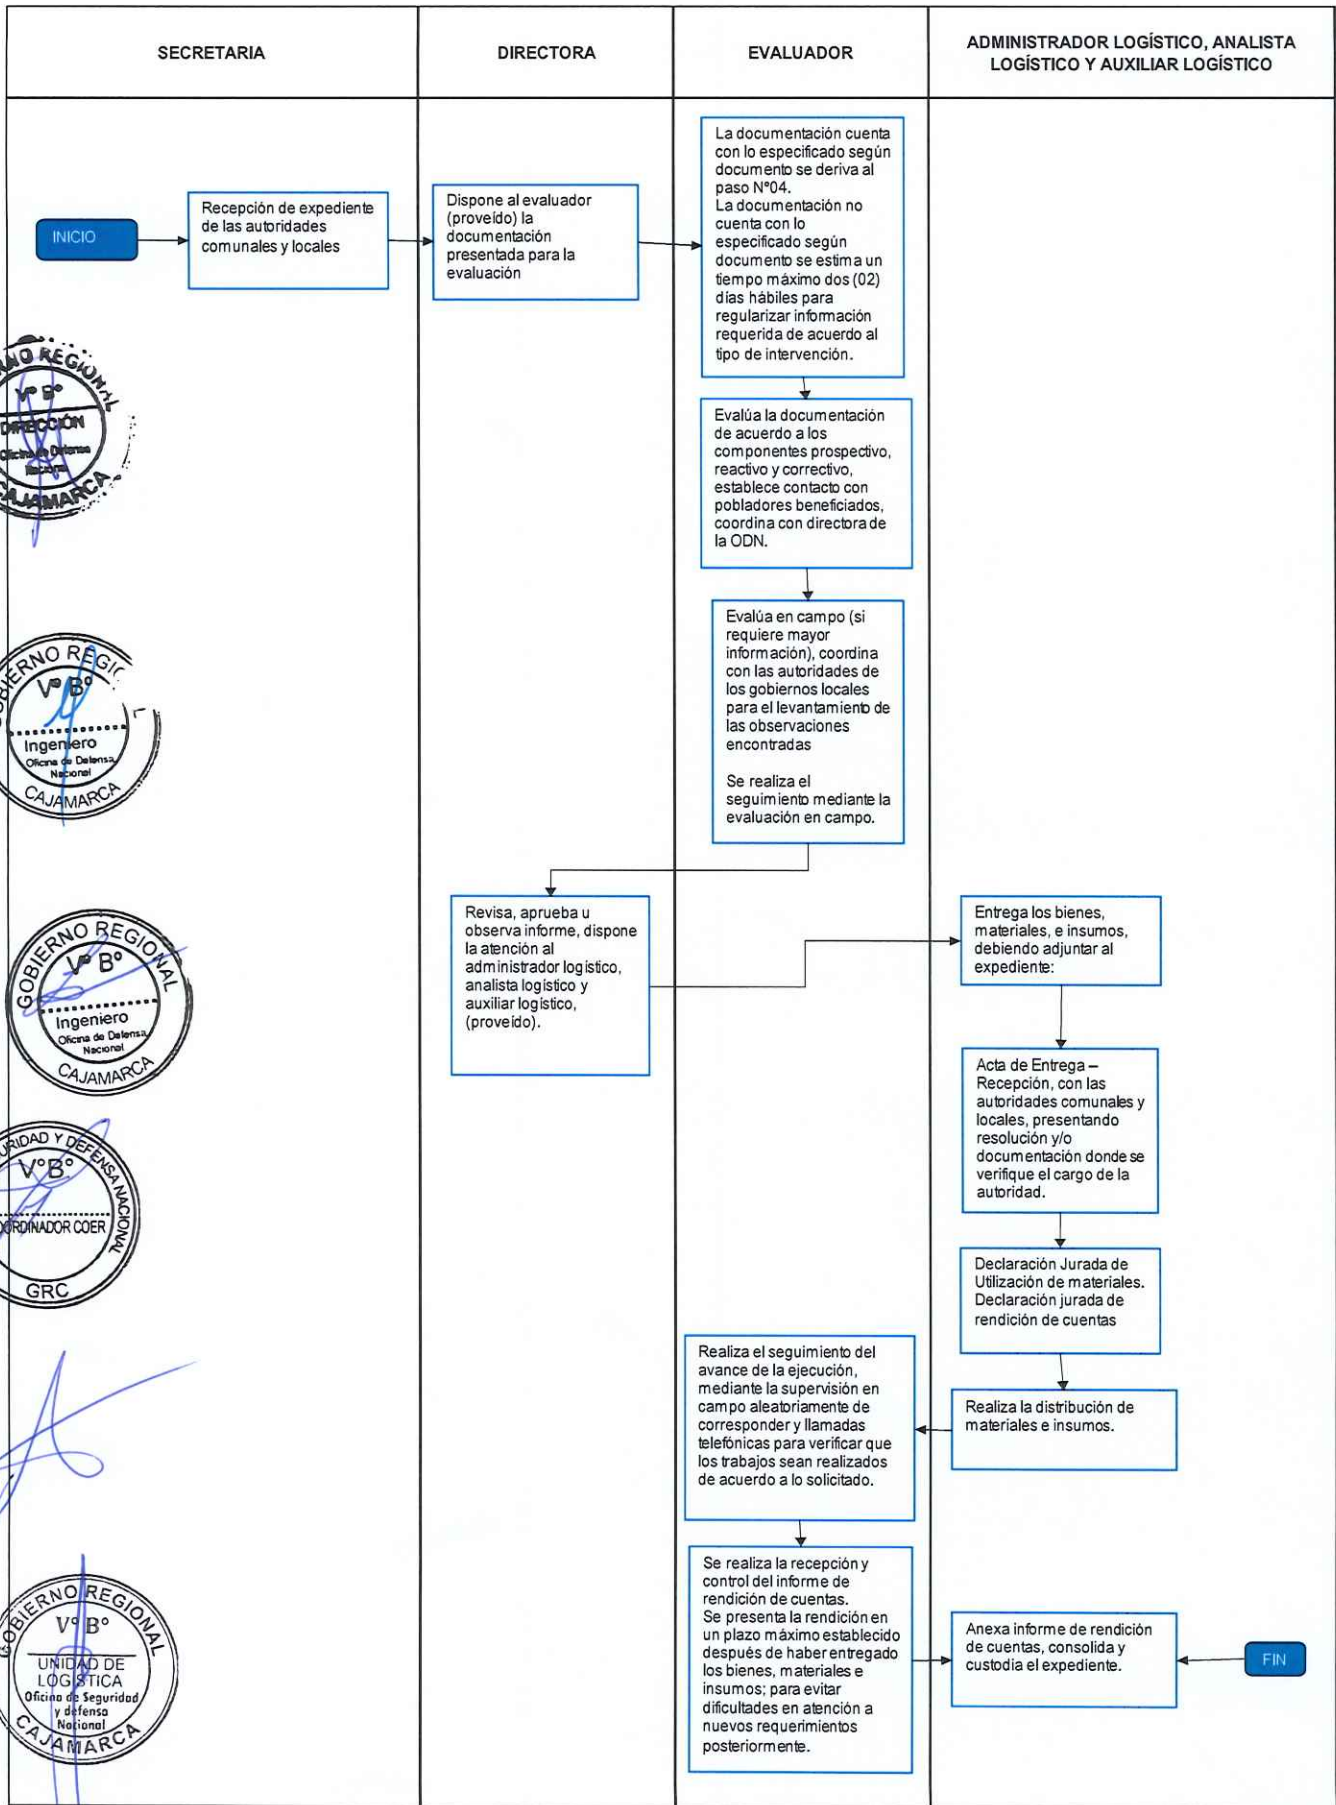 SECRETARIA
DIRECTORA
EVALUADOR
ADMINISTRADOR LOGÍSTICO, ANALISTA
LOGÍSTICO Y AUXILIAR LOGÍSTICO
INICIO
Recepción de expediente
de las autoridades
comunales y locales
Dispone al evaluador
(proveído) la
documentación
presentada para la
evaluación
La documentación cuenta
con lo especificado según
documento se deriva al
paso N°04.
La documentación no
cuenta con lo
especificado según
documento se estima un
tiempo máximo dos (02)
días hábiles para
regularizar información
requerida de acuerdo al
tipo de intervención.
Evalúa la documentación
de acuerdo a los
componentes prospectivo,
reactivo y correctivo,
establece contacto con
pobladores beneficiados,
coordina con directora de
la ODN.
Evalúa en campo (si
requiere mayor
información), coordina
con las autoridades de
los gobiernos locales
para el levantamiento de
las observaciones
encontradas
Se realiza el
seguimiento mediante la
evaluación en campo.
Revisa, aprueba u
observa informe, dispone
la atención al
administrador logístico,
analista logístico y
auxiliar logístico,
(proveído).
Entrega los bienes,
materiales, e insumos,
debiendo adjuntar al
expediente:
Acta de Entrega –
Recepción, con las
autoridades comunales y
locales, presentando
resolución y/o
documentación donde se
verifique el cargo de la
autoridad.
Declaración Jurada de
Utilización de materiales.
Declaración jurada de
rendición de cuentas
Realiza la distribución de
materiales e insumos.
Realiza el seguimiento del
avance de la ejecución,
mediante la supervisión en
campo aleatoriamente de
corresponder y llamadas
telefónicas para verificar que
los trabajos sean realizados
de acuerdo a lo solicitado.
Se realiza la recepción y
control del informe de
rendición de cuentas.
Se presenta la rendición en
un plazo máximo establecido
después de haber entregado
los bienes, materiales e
insumos; para evitar
dificultades en atención a
nuevos requerimientos
posteriormente.
Anexa informe de rendición
de cuentas, consolida y
custodia el expediente.
FIN
REGIONAL
V° B°
DIRECCIÓN
Oficina de Defensa
Nacional
CAJAMARCA
V° B°
Ingeniero
Oficina de Defensa
Nacional
CAJAMARCA
GOBIERNO REGIONAL
V° B°
Ingeniero
Oficina de Defensa
Nacional
CAJAMARCA
Y DEFENSA NACIONAL
V°B°
COER
GRC
GOBIERNO REGIONAL
V° B°
UNIDAD DE
LOGÍSTICA
Oficina de Seguridad
y defensa
Nacional
CAJAMARCA